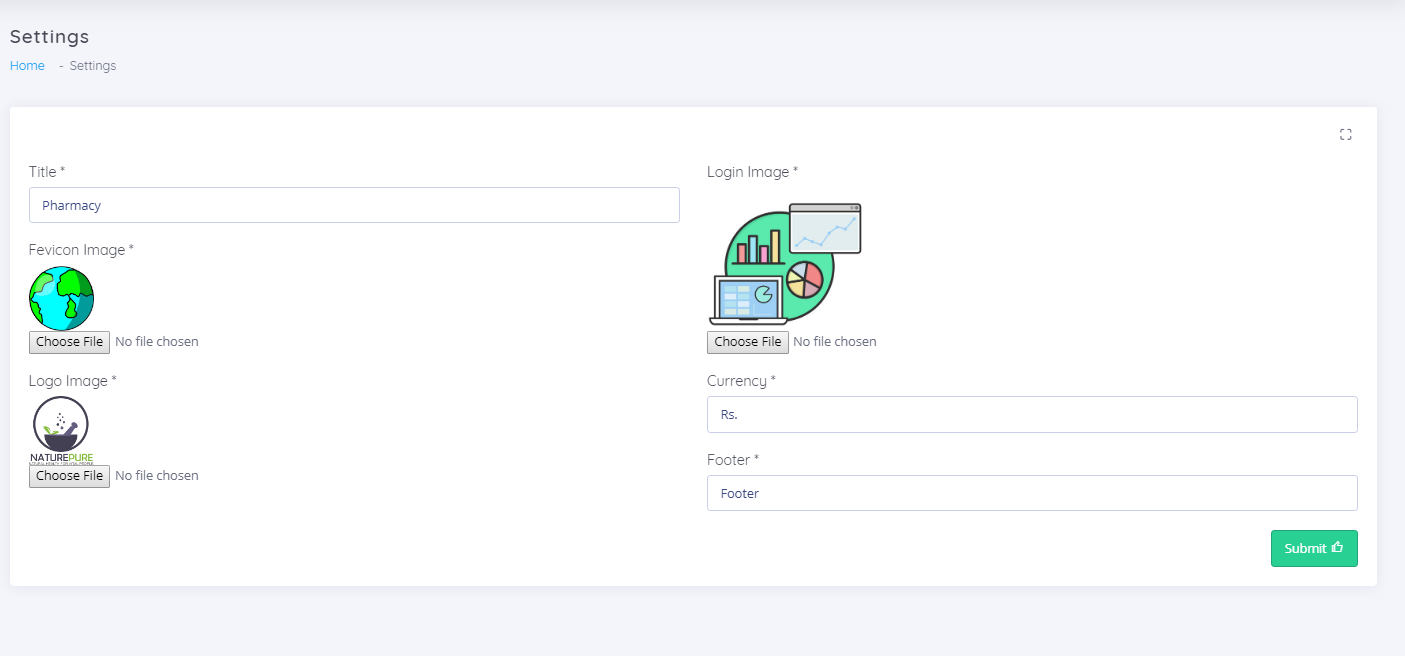 Settings
Home - Settings
Title *
Pharmacy
Fevicon Image *
Choose File No file chosen
Logo Image *
NATUREPURE
Choose File No file chosen
Login Image *
Choose File No file chosen
Currency *
Rs.
Footer *
Footer
Submit